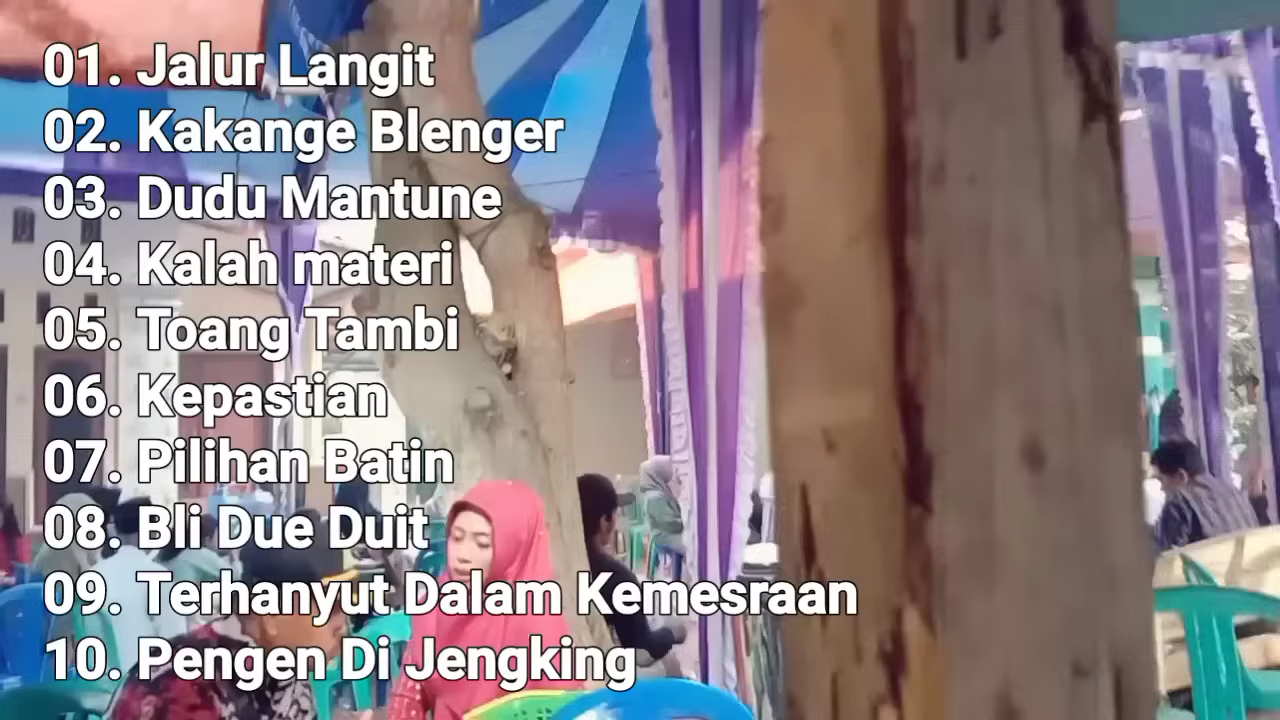 01. Jalur Langit
02. Kakange Blenger
03. Dudu Mantune
04. Kalah materi
05. Toang Tambi
06. Kepastian
07. Pilihan Batin
08. Bli Due Duit
09. Terhanyut Dalam Kemesraan
10. Pengen Di Jengking